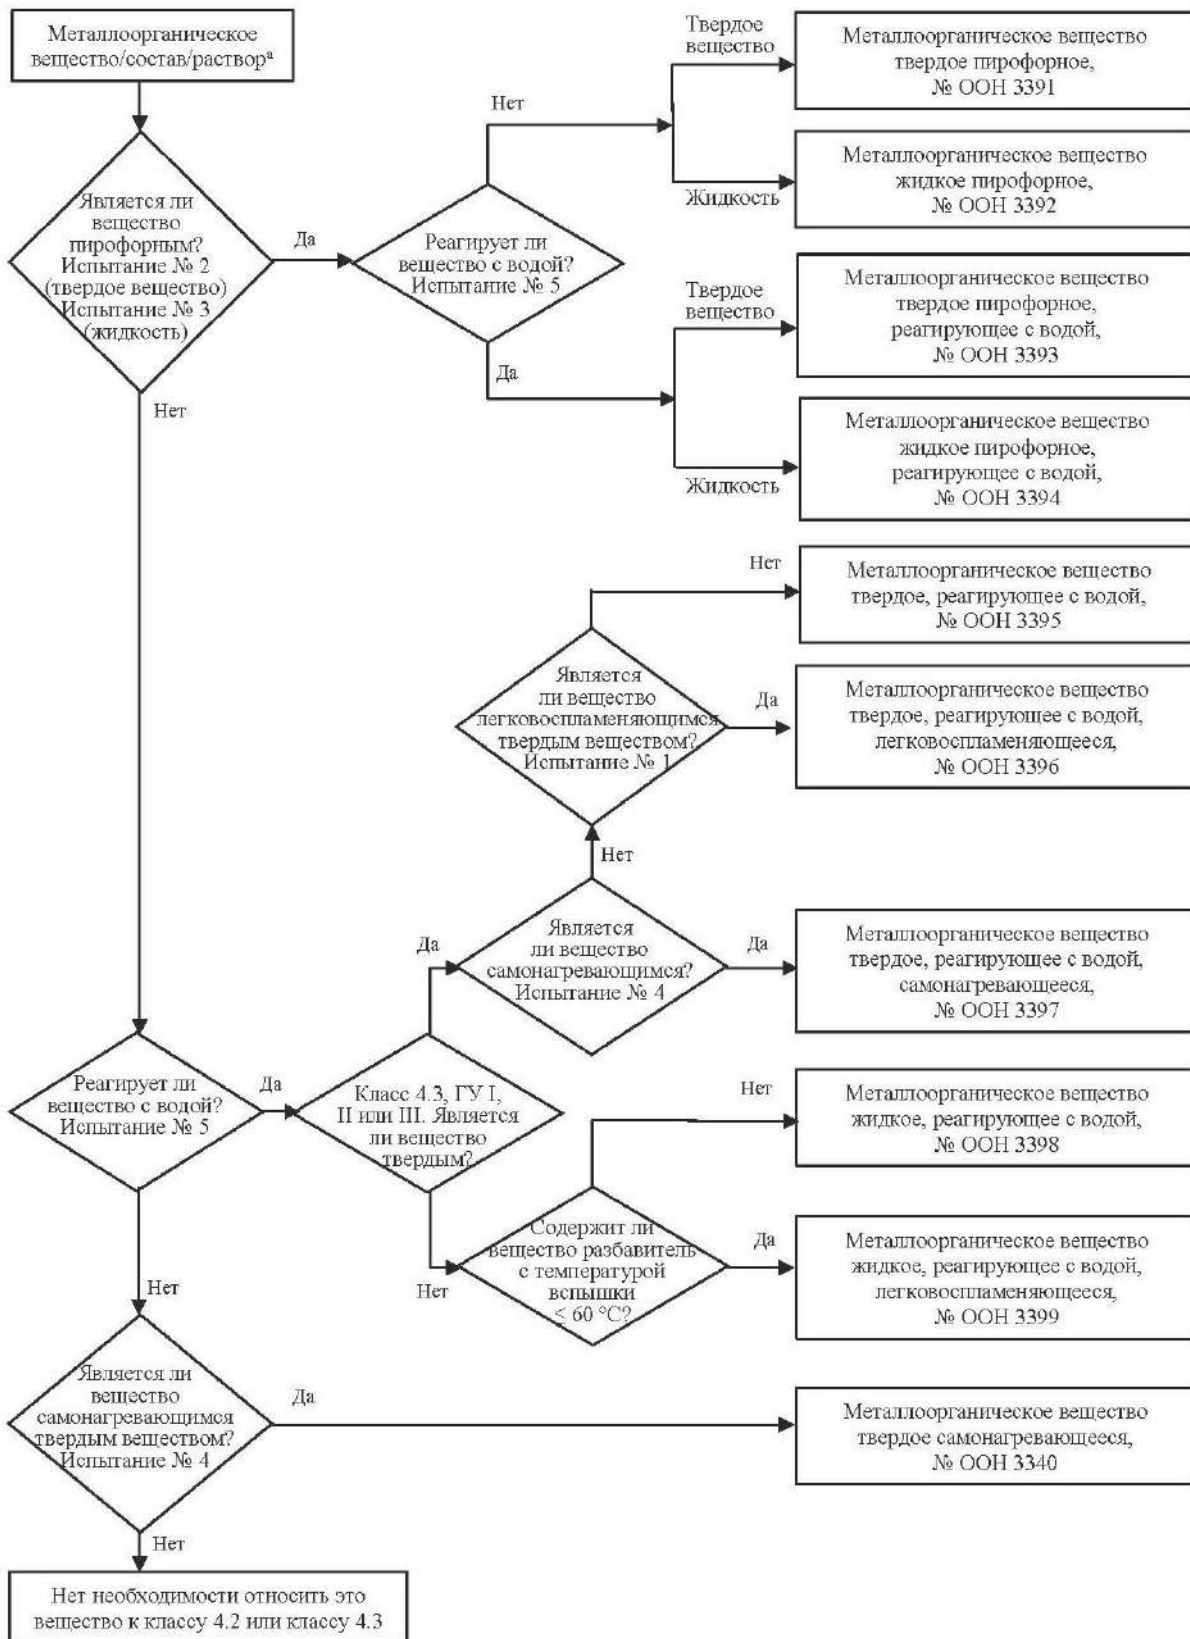 Металлоорганическое
вещество/состав/растворª
Является ли
вещество
пирофорным?
Испытание № 2
(твердое вещество)
Испытание № 3
(жидкость)
Да
Нет
Реагирует ли
вещество с водой?
Испытание № 5
Нет
Твердое
вещество
Металлоорганическое вещество
твердое пирофорное,
№ ООН 3391
Жидкость
Металлоорганическое вещество
жидкое пирофорное,
№ ООН 3392
Да
Твердое
вещество
Металлоорганическое вещество
твердое пирофорное,
реагирующее с водой,
№ ООН 3393
Жидкость
Металлоорганическое вещество
жидкое пирофорное,
реагирующее с водой,
№ ООН 3394
Нет
Металлоорганическое вещество
твердое, реагирующее с водой,
№ ООН 3395
Является
ли вещество
легковоспламеняющимся
твердым веществом?
Испытание № 1
Да
Металлоорганическое вещество
твердое, реагирующее с водой,
легковоспламеняющееся,
№ ООН 3396
Нет
Является
ли вещество
самонагревающимся?
Испытание № 4
Да
Да
Металлоорганическое вещество
твердое, реагирующее с водой,
самонагревающееся,
№ ООН 3397
Реагирует ли
вещество с водой?
Испытание № 5
Да
Класс 4.3, ГУ I,
II или III. Является
ли вещество
твердым?
Нет
Металлоорганическое вещество
жидкое, реагирующее с водой,
№ ООН 3398
Нет
Содержит ли
вещество разбавитель
с температурой
вспышки
≤ 60 °C?
Да
Металлоорганическое вещество
жидкое, реагирующее с водой,
легковоспламеняющееся,
№ ООН 3399
Нет
Является ли
вещество
самонагревающимся
твердым веществом?
Испытание № 4
Да
Металлоорганическое вещество
твердое самонагревающееся,
№ ООН 3340
Нет
Нет необходимости относить это
вещество к классу 4.2 или классу 4.3